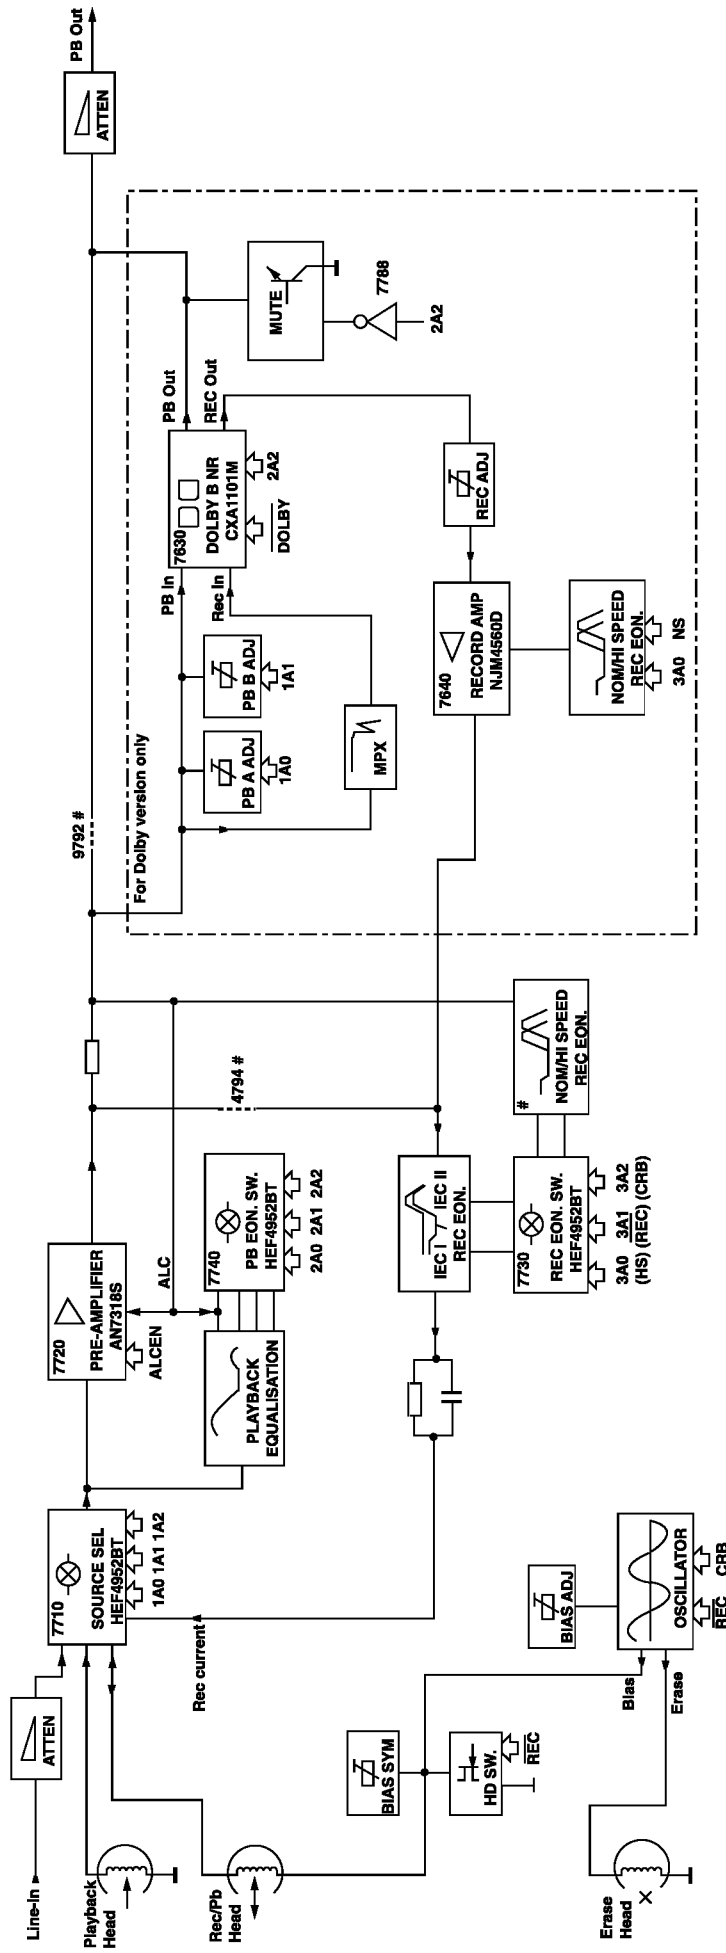 Line-in
Playback
Head
Rec/Pb
Head
Erase
Head
ATTEN
BIAS SYM
HD SW.
REC
Bias
Erase
BIAS ADJ
OSCILLATOR
REC
CRB
7710
SOURCE SEL
HEF4952BT
1A0 1A1 1A2
Rec current
7720
PRE-AMPLIFIER
AN7318S
ALCEN
ALC
PLAYBACK
EQUALISATION
7740
PB EON. SW.
HEF4952BT
2A0 2A1 2A2
IEC I IEC II
REC EON.
7730
REC EON. SW.
HEF4952BT
3A0 3A1 3A2
(HS) (REC) (CRB)
4794 #
#
NOM/HI SPEED
REC EON.
9792 #
For Dolby version only
PB A ADJ
1A0
PB B ADJ
1A1
MPX
PB In
Rec In
7630
DOLBY B NR
CXA1101M
DOLBY
2A2
PB Out
REC Out
MUTE
7788
2A2
REC ADJ
7640
RECORD AMP
NJM4560D
NOM/HI SPEED
REC EON.
3A0 NS
ATTEN
PB Out